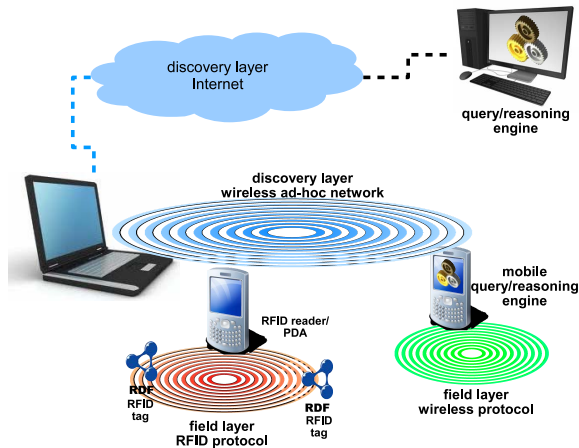 discovery layer
Internet
query/reasoning
engine
discovery layer
wireless ad-hoc network
mobile
query/reasoning
engine
RFID reader/
PDA
RDF
RFID
tag
RDF
RFID
tag
field layer
RFID protocol
field layer
wireless protocol